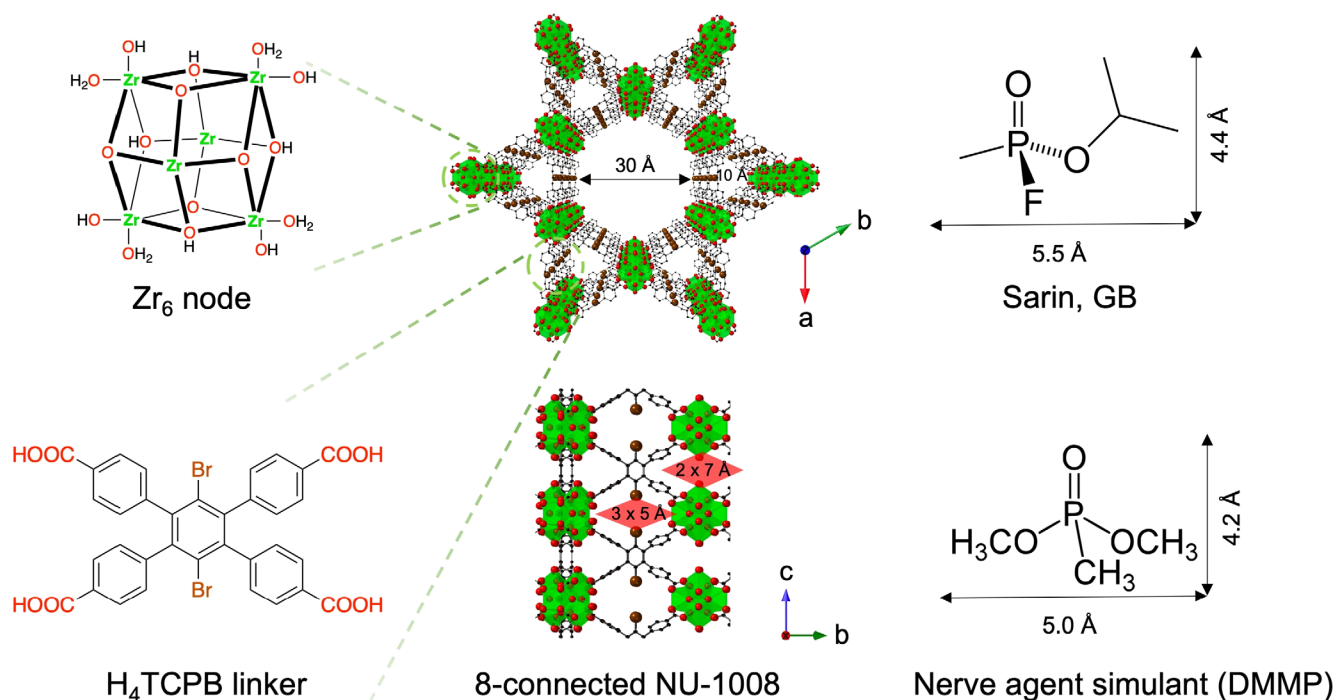 OH
H
OH₂
H₂O
Zr
O
Zr
OH
O
HO
Zr
OH
O
Zr
O
O
HO
Zr
Zr
OH₂
O
H
OH₂
OH
Zr₆ node
30 Å
10 Å
b
a
O
P
O
F
4.4 Å
5.5 Å
Sarin, GB
HOOC
COOH
Br
Br
HOOC
COOH
H₄TCPB linker
2 x 7 Å
3 x 5 Å
c
b
8-connected NU-1008
O
P
H₃CO
OCH₃
CH₃
4.2 Å
5.0 Å
Nerve agent simulant (DMMP)